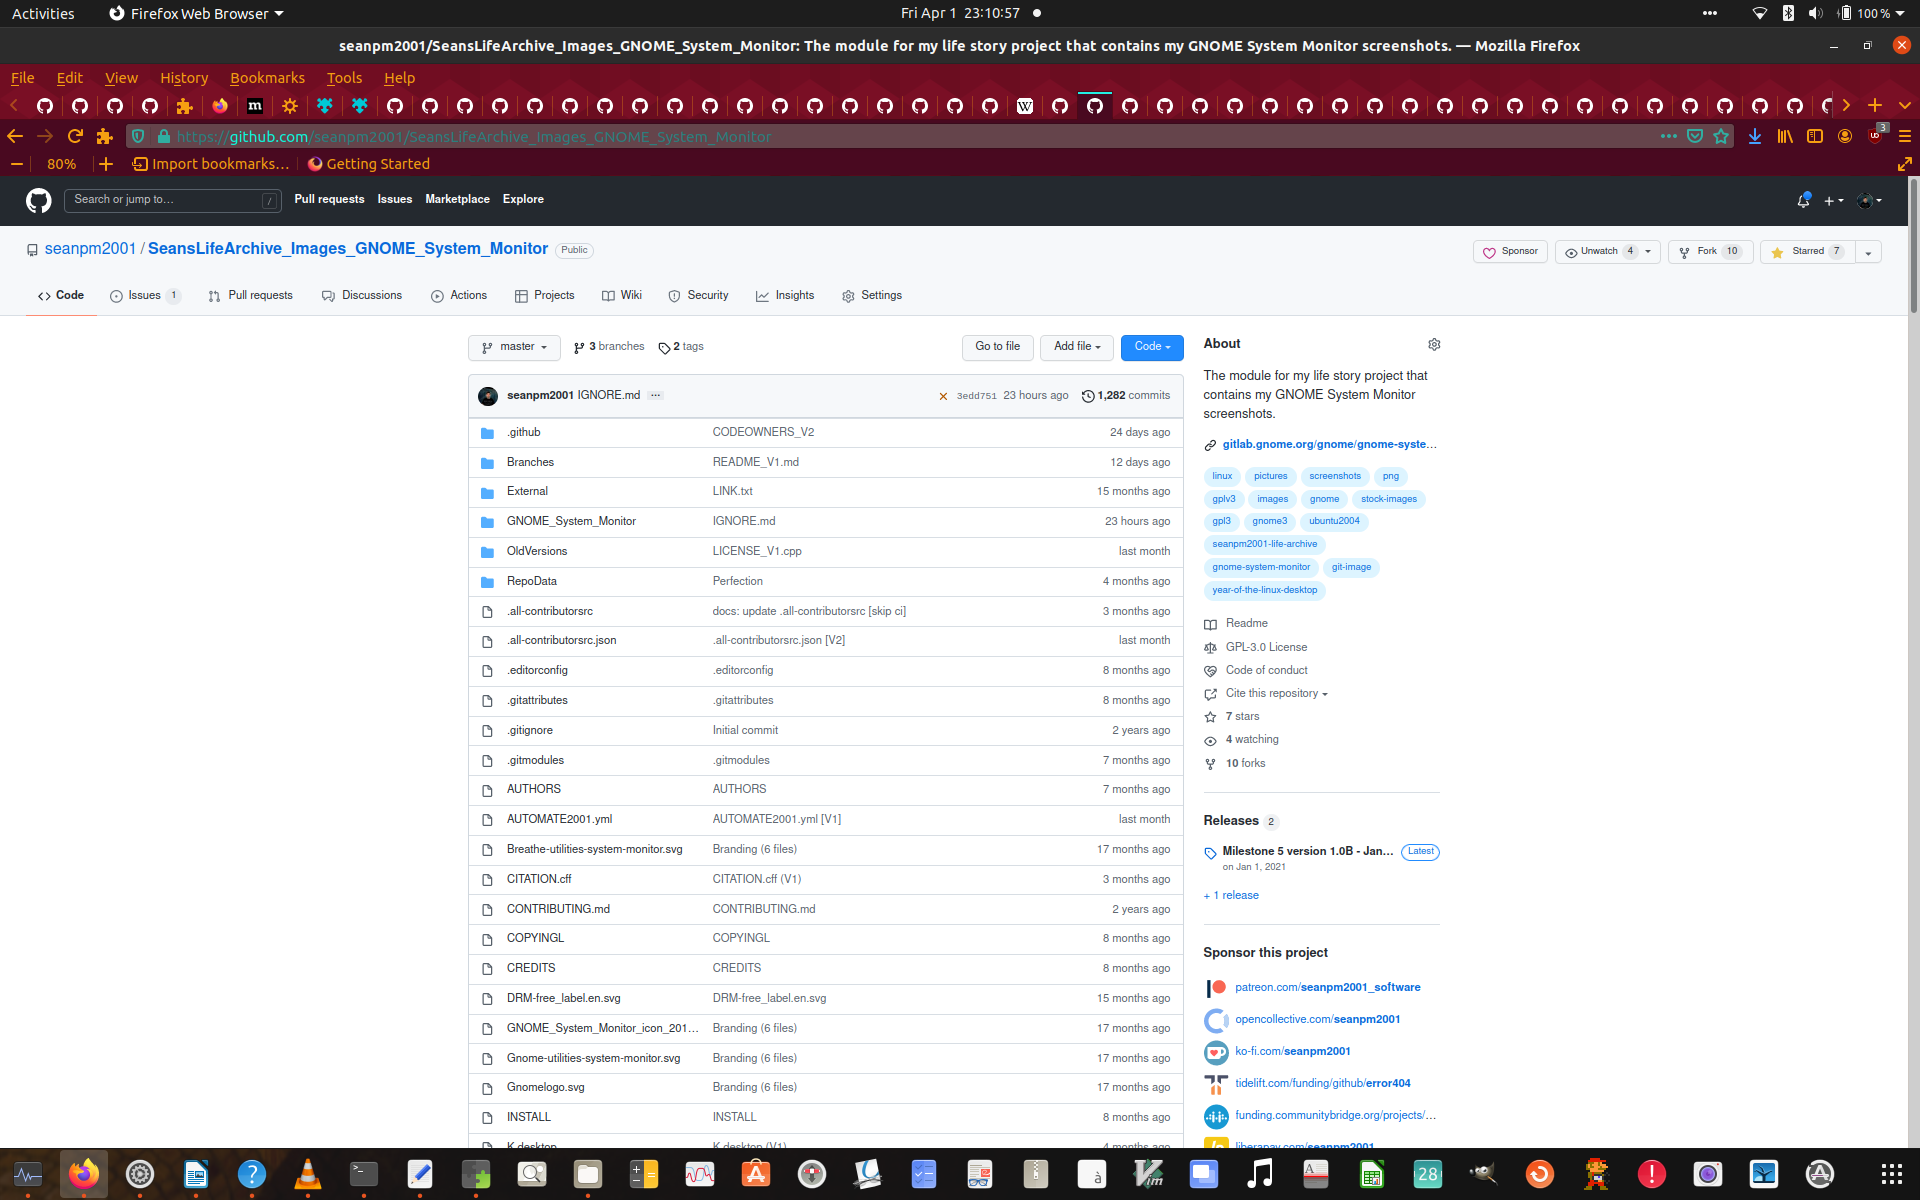 Activities
Firefox Web Browser
Fri Apr 1 23:10:57
100 %
seanpm2001/SeansLifeArchive_Images_GNOME_System_Monitor: The module for my life story project that contains my GNOME System Monitor screenshots. — Mozilla Firefox
File Edit View History Bookmarks Tools Help
https://github.com/seanpm2001/SeansLifeArchive_Images_GNOME_System_Monitor
3
80%
Import bookmarks…
Getting Started
Search or jump to…
/
Pull requests Issues Marketplace Explore
seanpm2001 / SeansLifeArchive_Images_GNOME_System_Monitor
Public
Sponsor
Unwatch 4
Fork 10
Starred 7
Code
Issues 1
Pull requests
Discussions
Actions
Projects
Wiki
Security
Insights
Settings
master
3 branches
2 tags
Go to file
Add file
Code
seanpm2001 IGNORE.md
3edd751 23 hours ago
1,282 commits
.github CODEOWNERS_V2 24 days ago
Branches README_V1.md 12 days ago
External LINK.txt 15 months ago
GNOME_System_Monitor IGNORE.md 23 hours ago
OldVersions LICENSE_V1.cpp last month
RepoData Perfection 4 months ago
.all-contributorsrc docs: update .all-contributorsrc [skip ci] 3 months ago
.all-contributorsrc.json .all-contributorsrc.json [V2] last month
.editorconfig .editorconfig 8 months ago
.gitattributes .gitattributes 8 months ago
.gitignore Initial commit 2 years ago
.gitmodules .gitmodules 7 months ago
AUTHORS AUTHORS 7 months ago
AUTOMATE2001.yml AUTOMATE2001.yml [V1] last month
Breathe-utilities-system-monitor.svg Branding (6 files) 17 months ago
CITATION.cff CITATION.cff (V1) 3 months ago
CONTRIBUTING.md CONTRIBUTING.md 2 years ago
COPYINGL COPYINGL 8 months ago
CREDITS CREDITS 8 months ago
DRM-free_label.en.svg DRM-free_label.en.svg 15 months ago
GNOME_System_Monitor_icon_201… Branding (6 files) 17 months ago
Gnome-utilities-system-monitor.svg Branding (6 files) 17 months ago
Gnomelogo.svg Branding (6 files) 17 months ago
INSTALL INSTALL 8 months ago
K.desktop K.desktop (V1) 4 months ago
About
The module for my life story project that
contains my GNOME System Monitor
screenshots.
gitlab.gnome.org/gnome/gnome-syste…
linux pictures screenshots png
gplv3 images gnome stock-images
gpl3 gnome3 ubuntu2004
seanpm2001-life-archive
gnome-system-monitor git-image
year-of-the-linux-desktop
Readme
GPL-3.0 License
Code of conduct
Cite this repository
7 stars
4 watching
10 forks
Releases 2
Milestone 5 version 1.0B - Jan… Latest
on Jan 1, 2021
+ 1 release
Sponsor this project
patreon.com/seanpm2001_software
opencollective.com/seanpm2001
ko-fi.com/seanpm2001
tidelift.com/funding/github/error404
funding.communitybridge.org/projects/…
liberapay.com/seanpm2001
28